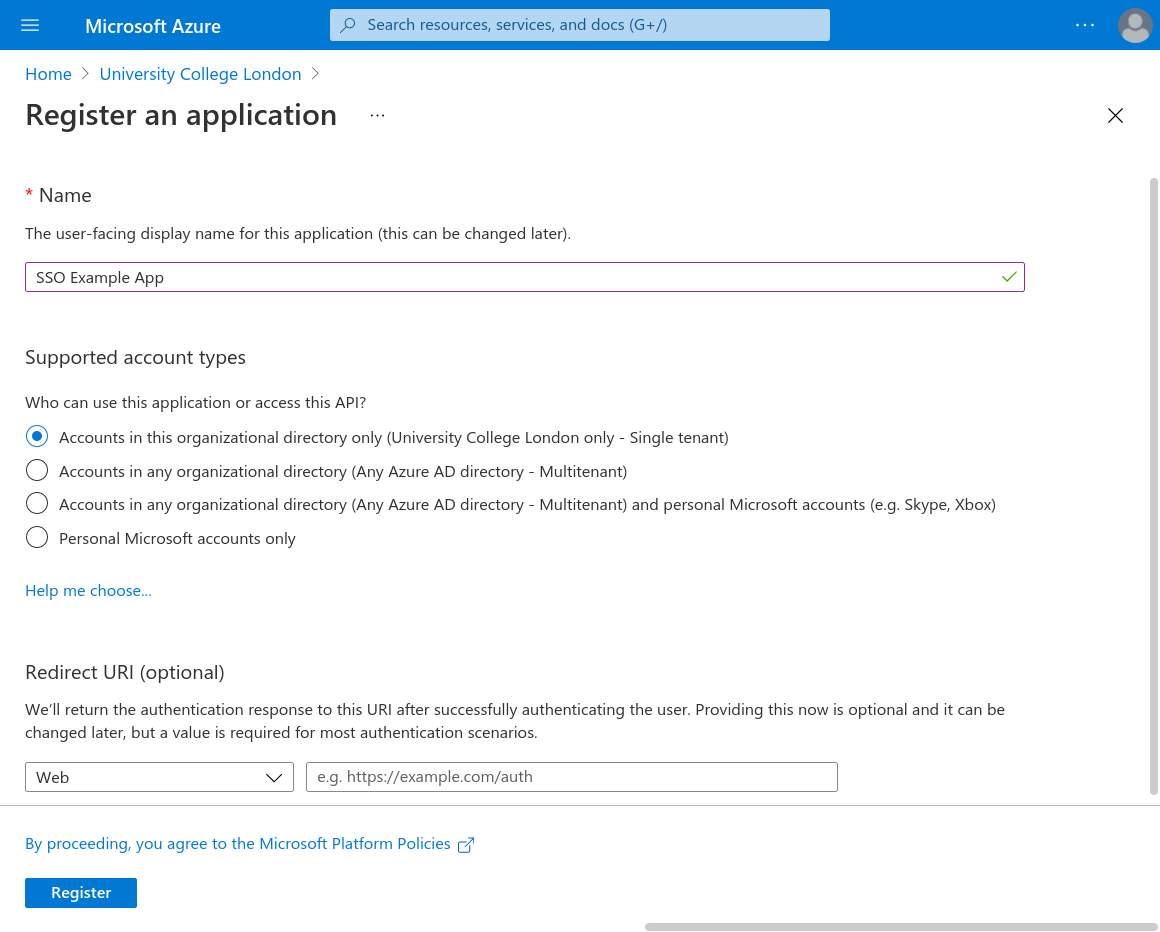 Microsoft Azure
Search resources, services, and docs (G+/)
Home
University College London
Register an application
* Name
The user-facing display name for this application (this can be changed later).
SSO Example App
Supported account types
Who can use this application or access this API?
Accounts in this organizational directory only (University College London only - Single tenant)
Accounts in any organizational directory (Any Azure AD directory - Multitenant)
Accounts in any organizational directory (Any Azure AD directory - Multitenant) and personal Microsoft accounts (e.g. Skype, Xbox)
Personal Microsoft accounts only
Help me choose...
Redirect URI (optional)
We'll return the authentication response to this URI after successfully authenticating the user. Providing this now is optional and it can be
changed later, but a value is required for most authentication scenarios.
Web
e.g. https://example.com/auth
By proceeding, you agree to the Microsoft Platform Policies
Register